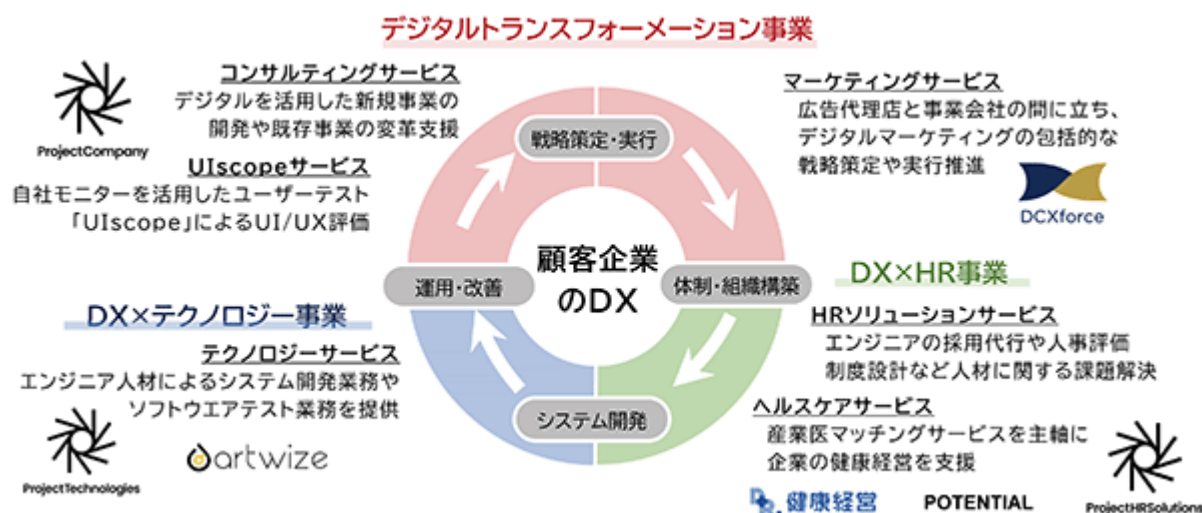 デジタルトランスフォーメーション事業
コンサルティングサービス
デジタルを活用した新規事業の
開発や既存事業の変革支援
ProjectCompany
UIscopeサービス
自社モニターを活用したユーザーテスト
「UIscope」によるUI/UX評価
マーケティングサービス
広告代理店と事業会社の間に立ち、
デジタルマーケティングの包括的な
戦略策定や実行推進
DCXforce
戦略策定・実行
顧客企業
のDX
運用・改善
体制・組織構築
システム開発
DX×テクノロジー事業
テクノロジーサービス
エンジニア人材によるシステム開発業務や
ソフトウエアテスト業務を提供
ProjectTechnologies
artwize
DX×HR事業
HRソリューションサービス
エンジニアの採用代行や人事評価
制度設計など人材に関する課題解決
ヘルスケアサービス
産業医マッチングサービスを主軸に
企業の健康経営を支援
健康経営
POTENTIAL
ProjectHRSolutions